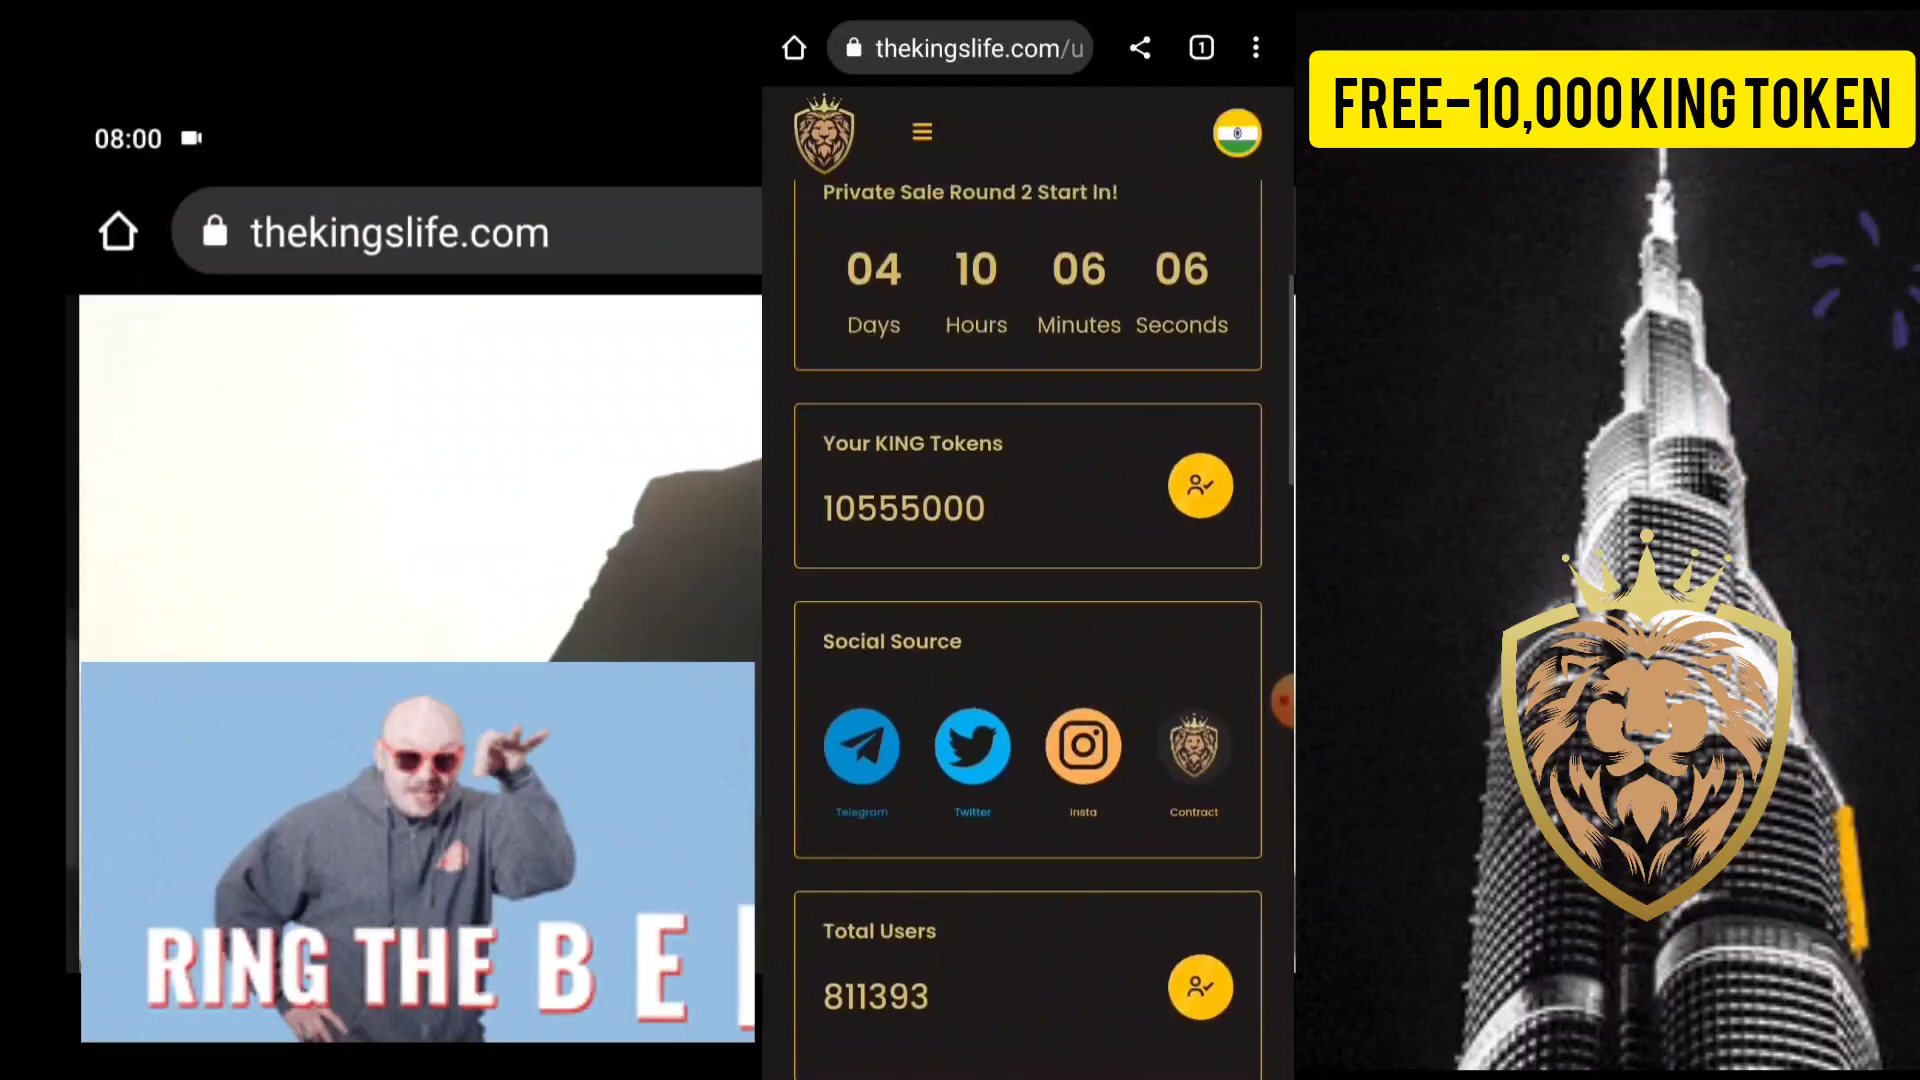 08:00
thekingslife.com
RING THE BE
thekingslife.com/u
1
Private Sale Round 2 Start In!
04 10 06 06
Days Hours Minutes Seconds
Your KING Tokens
10555000
Social Source
Telegram Twitter Insta Contract
Total Users
811393
FREE-10,000 KING TOKEN